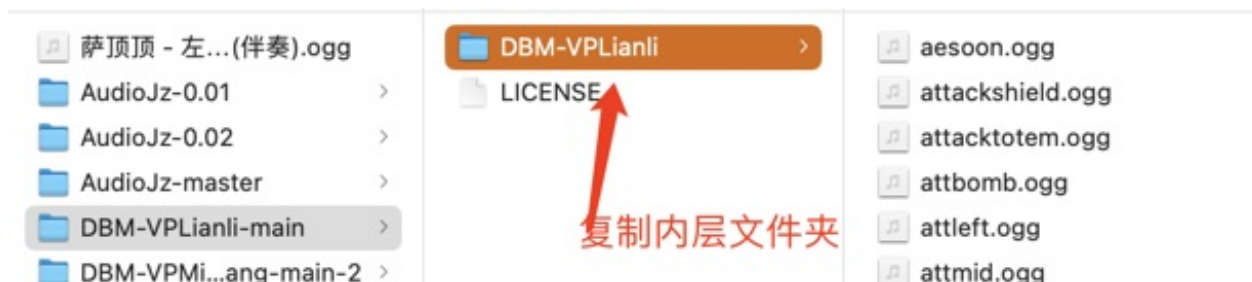 萨顶顶 - 左...(伴奏).ogg
AudioJz-0.01
AudioJz-0.02
AudioJz-master
DBM-VPLianli-main
DBM-VPMi...ang-main-2
DBM-VPLianli
LICENSE
复制内层文件夹
aesoon.ogg
attackshield.ogg
attacktotem.ogg
attbomb.ogg
attleft.ogg
attmid.ogg